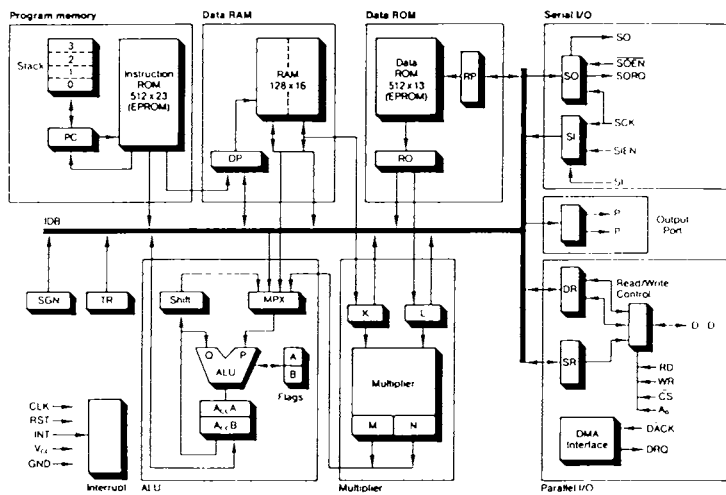 Program memory
Data RAM
Data ROM
Serial I/O
Stack
3
2
1
0
Instruction
ROM
512 x 23
(EPROM)
PC
RAM
128 x 16
DP
Data
ROM
512 x 13
(EPROM)
RP
RO
SO
SO
SOEN
SORQ
SCK
SI
SIEN
SI
IDB
P
P
Output
Port
SGN
TR
Shift
MPX
K
L
DR
Read/Write
Control
D D
SR
Q
P
ALU
A
B
Flags
Multiplier
AccA
AccB
M
N
RD
WR
CS
A0
CLK
RST
INT
Vcc
GND
DMA
Interface
DACK
DRQ
Interrupt
ALU
Multiplier
Parallel I/O